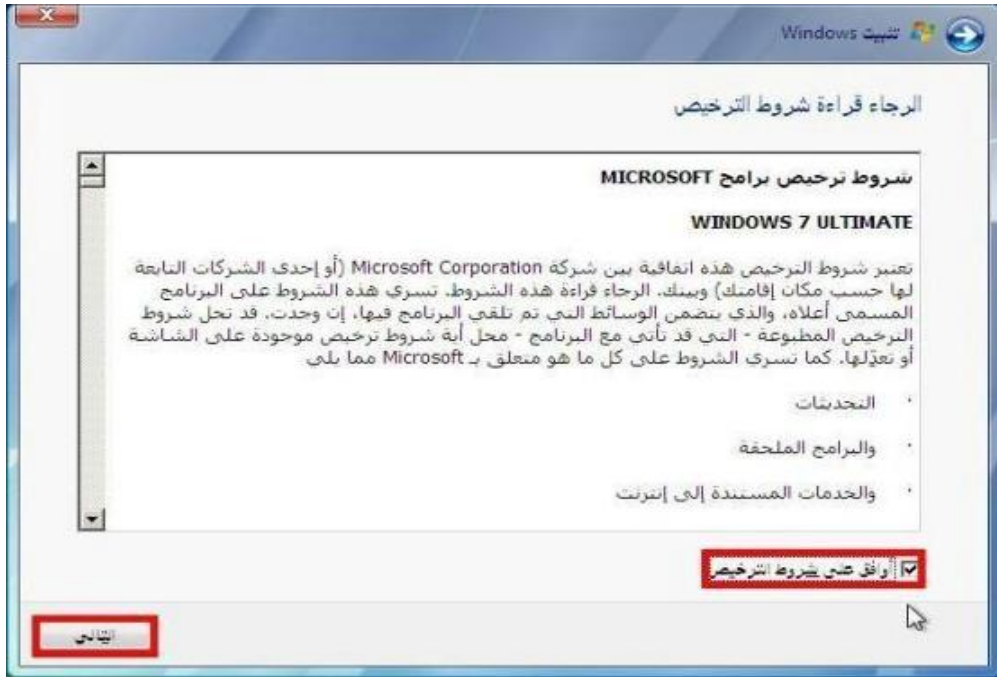 تثبيت Windows
الرجاء قراءة شروط الترخيص
شروط ترخيص برامج MICROSOFT
WINDOWS 7 ULTIMATE
تعتبر شروط الترخيص هذه اتفاقية بين شركة Microsoft Corporation (أو إحدى الشركات التابعة
لها حسب مكان إقامتك) وبينك. الرجاء قراءة هذه الشروط. تسري هذه الشروط على البرنامج
المسمى أعلاه، والذي يتضمن الوسائط التي تم تلقي البرنامج فيها، إن وجدت. قد تحل شروط
الترخيص المطبوعة - التي قد تأتي مع البرنامج - محل أية شروط ترخيص موجودة على الشاشة
أو تعدّلها. كما تسري الشروط على كل ما هو متعلق بـ Microsoft مما يلي
· التحديثات
· والبرامج الملحقة
· والخدمات المستندة إلى إنترنت
أوافق على شروط الترخيص
التالي